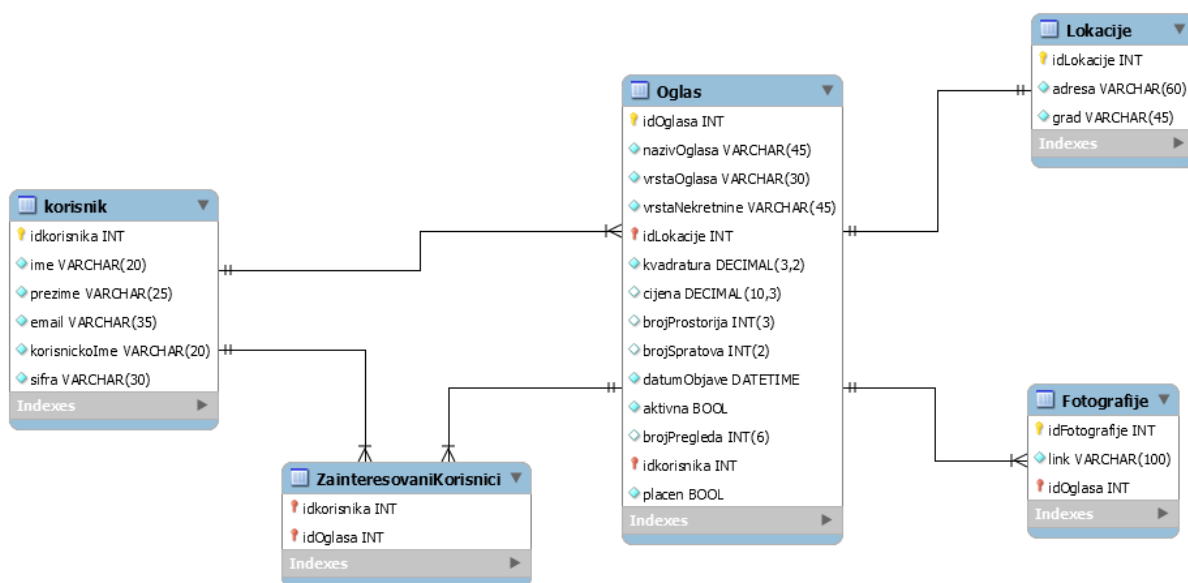 korisnik
idkorisnika INT
ime VARCHAR(20)
prezime VARCHAR(25)
email VARCHAR(35)
korisnickoIme VARCHAR(20)
sifra VARCHAR(30)
Indexes
ZainteresovaniKorisnici
idkorisnika INT
idOglasa INT
Indexes
Oglas
idOglasa INT
nazivOglasa VARCHAR(45)
vrstaOglasa VARCHAR(30)
vrstaNekretnine VARCHAR(45)
idLokacije INT
kvadratura DECIMAL(3,2)
cijena DECIMAL(10,3)
brojProstorija INT(3)
brojSpratova INT(2)
datumObjave DATETIME
aktivna BOOL
brojPregleda INT(6)
idkorisnika INT
placen BOOL
Indexes
Lokacije
idLokacije INT
adresa VARCHAR(60)
grad VARCHAR(45)
Indexes
Fotografije
idFotografije INT
link VARCHAR(100)
idOglasa INT
Indexes